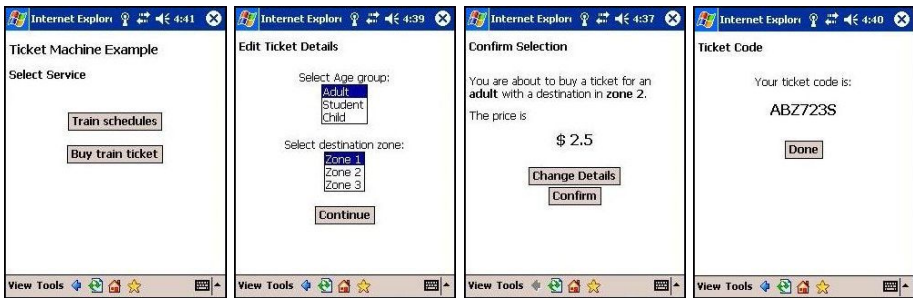 Internet Explor 4:41
Ticket Machine Example
Select Service
Train schedules
Buy train ticket
View Tools
Internet Explor 4:39
Edit Ticket Details
Select Age group:
Adult
Student
Child
Select destination zone:
Zone 1
Zone 2
Zone 3
Continue
View Tools
Internet Explor 4:37
Confirm Selection
You are about to buy a ticket for an
adult with a destination in zone 2.
The price is
$ 2.5
Change Details
Confirm
View Tools
Internet Explor 4:40
Ticket Code
Your ticket code is:
ABZ723S
Done
View Tools